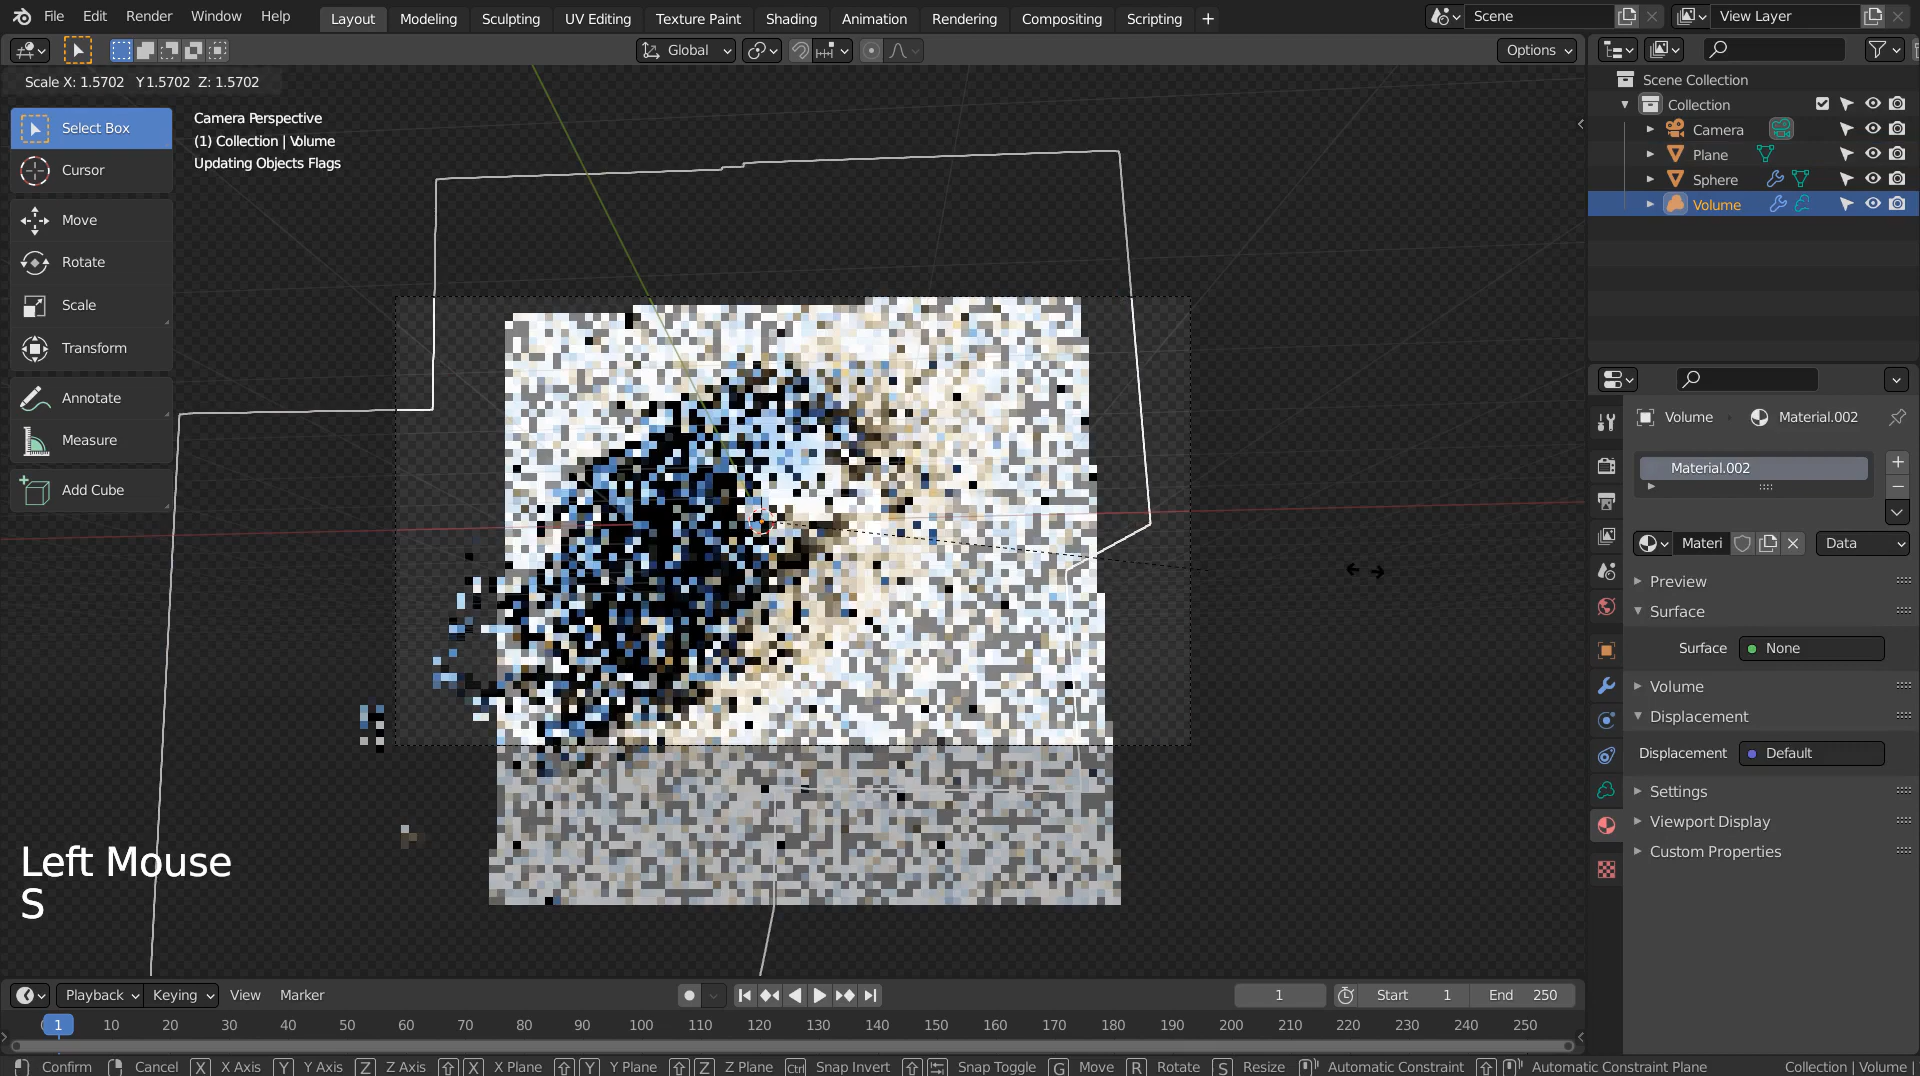 File Edit Render Window Help Layout Modeling Sculpting UV Editing Texture Paint Shading Animation Rendering Compositing Scripting + Scene View Layer
Global Options
Scale X: 1.5702 Y 1.5702 Z: 1.5702
Camera Perspective
(1) Collection | Volume
Updating Objects Flags
Select Box
Cursor
Move
Rotate
Scale
Transform
Annotate
Measure
Add Cube
Left Mouse
S
Scene Collection
Collection
Camera
Plane
Sphere
Volume
Volume Material.002
Material.002
Materi Data
Preview
Surface
Surface None
Volume
Displacement
Displacement Default
Settings
Viewport Display
Custom Properties
Playback Keying View Marker 1 Start 1 End 250
1 10 20 30 40 50 60 70 80 90 100 110 120 130 140 150 160 170 180 190 200 210 220 230 240 250
Confirm Cancel X X Axis Y Y Axis Z Z Axis X X Plane Y Y Plane Z Z Plane Ctrl Snap Invert Snap Toggle G Move R Rotate S Resize Automatic Constraint Automatic Constraint Plane Collection | Volume |